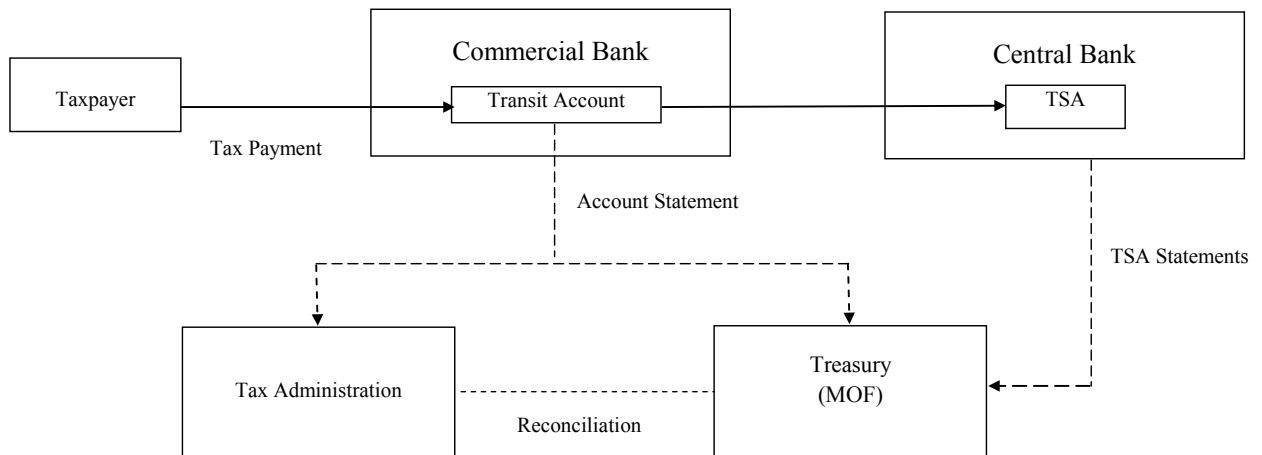 Commercial Bank
Central Bank
Taxpayer
Transit Account
TSA
Tax Payment
Account Statement
TSA Statements
Tax Administration
Treasury
(MOF)
Reconciliation